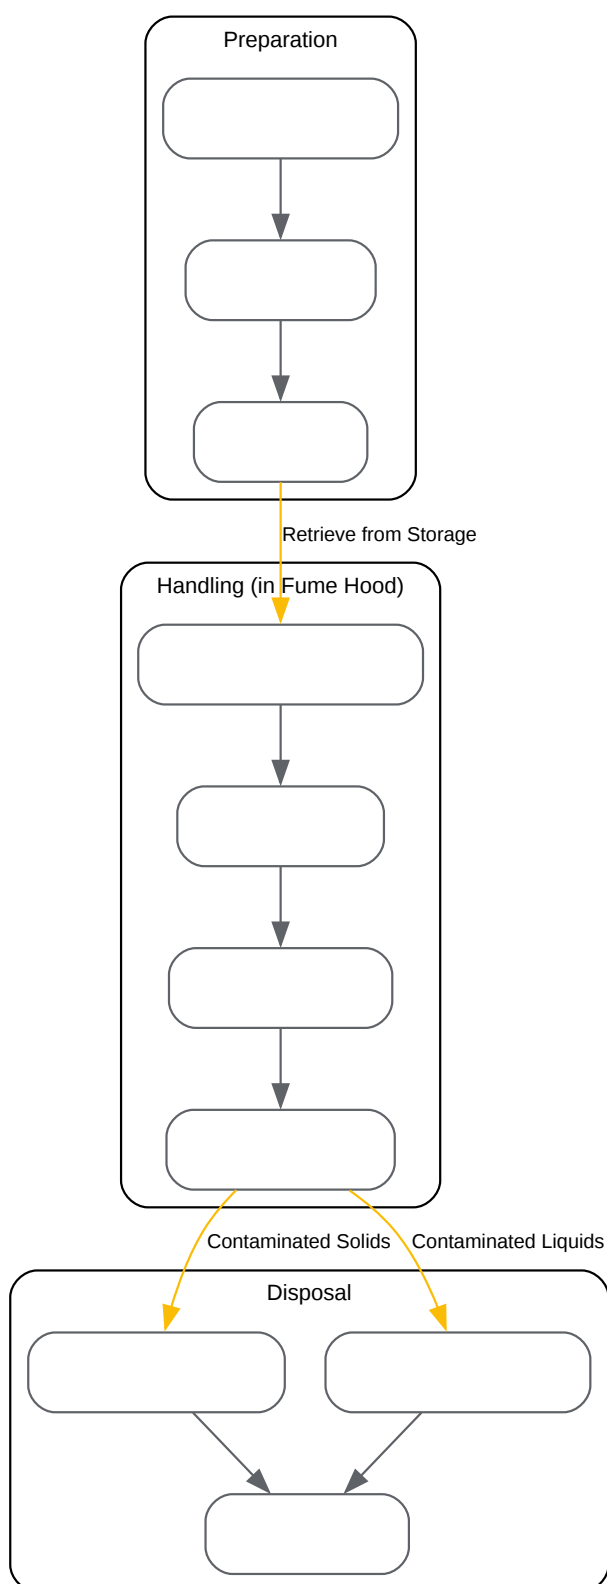 Preparation
Retrieve from Storage
Handling (in Fume Hood)
Contaminated Solids
Contaminated Liquids
Disposal